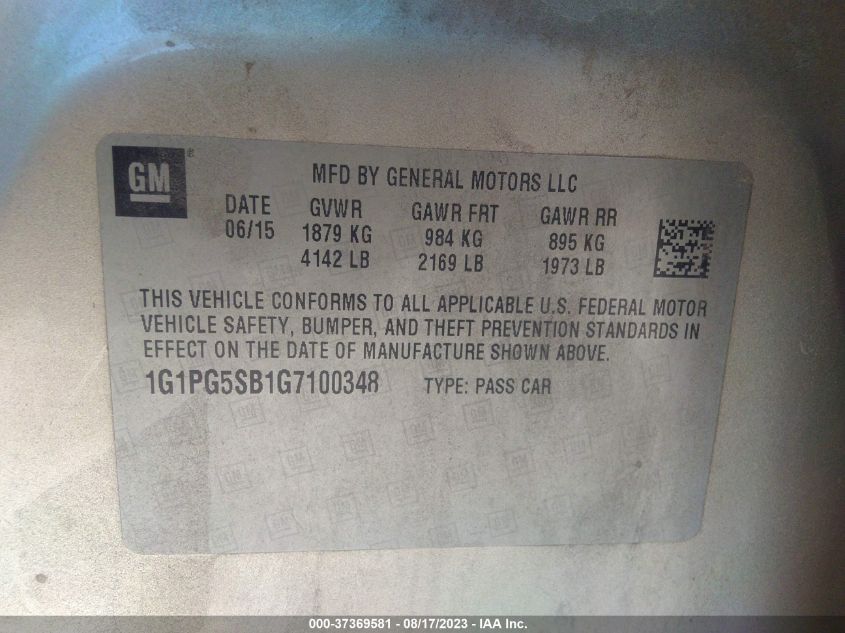 GM ®
MFD BY GENERAL MOTORS LLC
DATE GVWR GAWR FRT GAWR RR
06/15 1879 KG 984 KG 895 KG
4142 LB 2169 LB 1973 LB
THIS VEHICLE CONFORMS TO ALL APPLICABLE U.S. FEDERAL MOTOR
VEHICLE SAFETY, BUMPER, AND THEFT PREVENTION STANDARDS IN
EFFECT ON THE DATE OF MANUFACTURE SHOWN ABOVE.
1G1PG5SB1G7100348 TYPE: PASS CAR
000-37369581 - 08/17/2023 - IAA Inc.